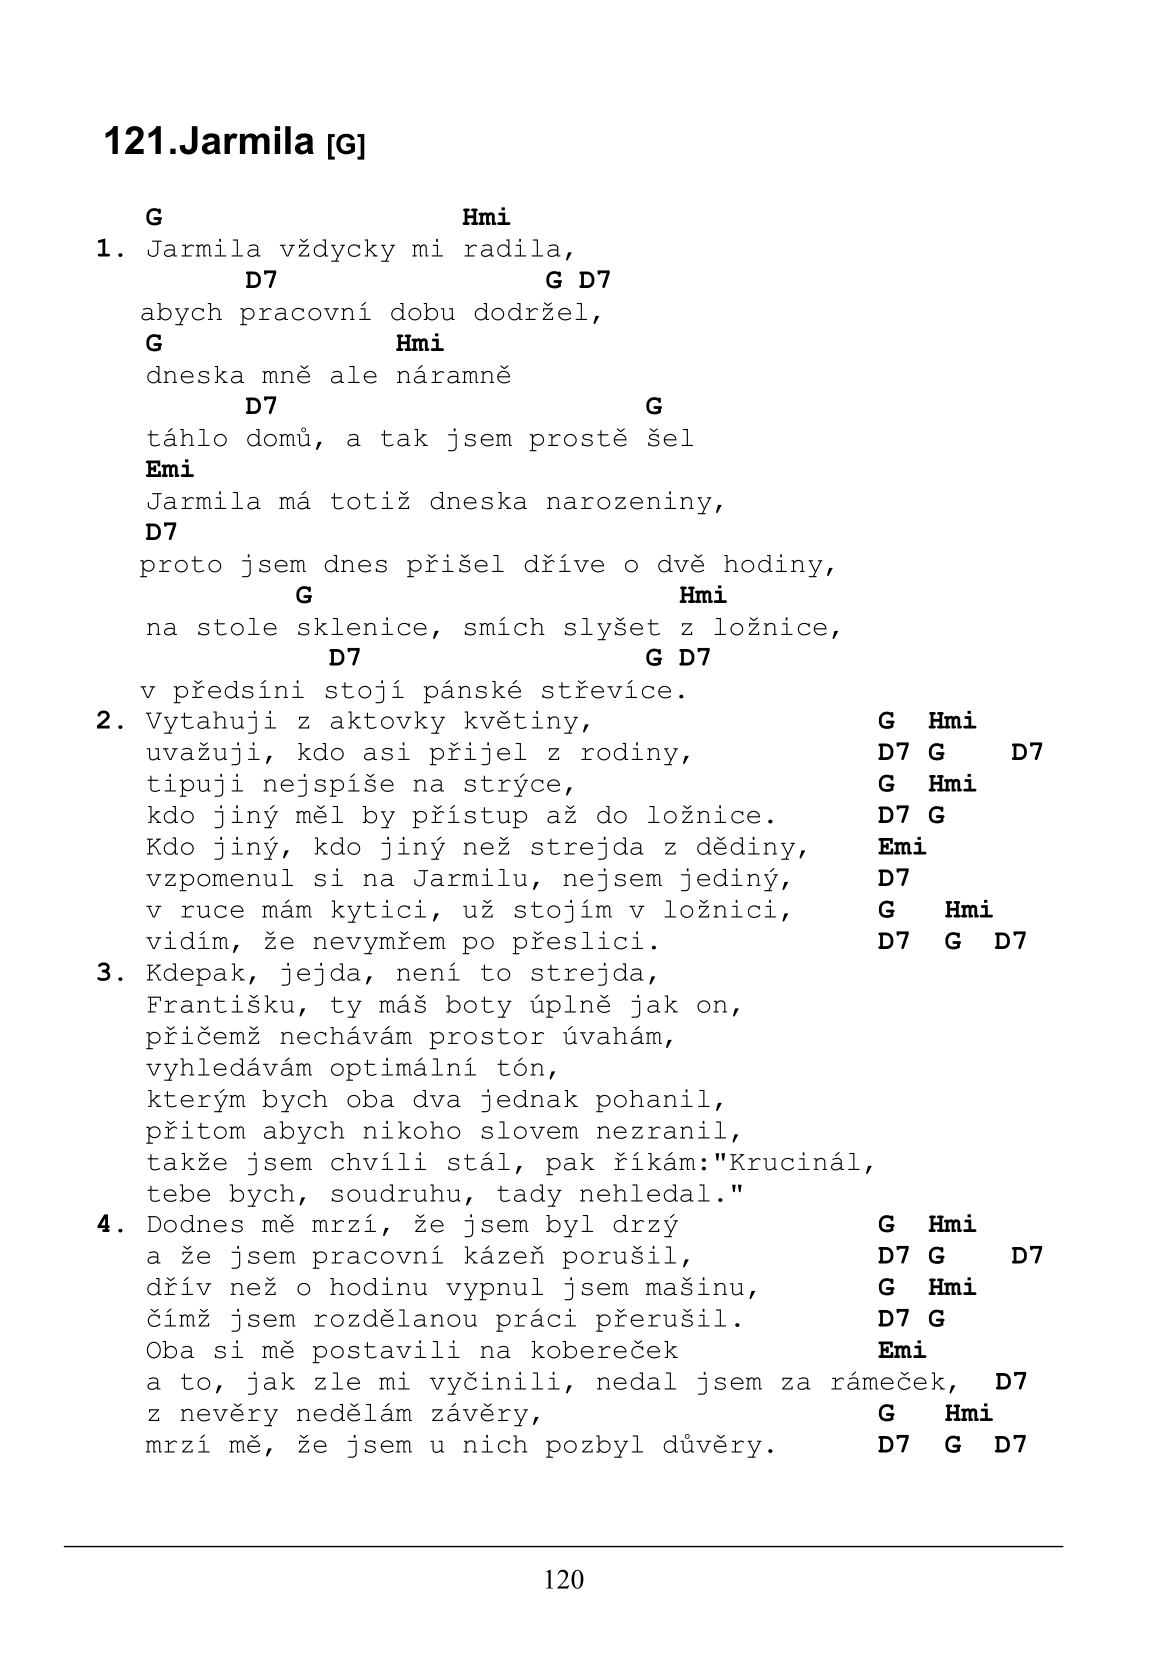 121.Jarmila [G]
G Hmi
1. Jarmila vždycky mi radila,
D7 G D7
abych pracovní dobu dodržel,
G Hmi
dneska mně ale náramně
D7 G
táhlo domů, a tak jsem prostě šel
Emi
Jarmila má totiž dneska narozeniny,
D7
proto jsem dnes přišel dříve o dvě hodiny,
G Hmi
na stole sklenice, smích slyšet z ložnice,
D7 G D7
v předsíni stojí pánské střevíce.
2. Vytahuji z aktovky květiny, G Hmi
uvažuji, kdo asi přijel z rodiny, D7 G D7
tipuji nejspíše na strýce, G Hmi
kdo jiný měl by přístup až do ložnice. D7 G
Kdo jiný, kdo jiný než strejda z dědiny, Emi
vzpomenul si na Jarmilu, nejsem jediný, D7
v ruce mám kytici, už stojím v ložnici, G Hmi
vidím, že nevymřem po přeslici. D7 G D7
3. Kdepak, jejda, není to strejda,
Františku, ty máš boty úplně jak on,
přičemž nechávám prostor úvahám,
vyhledávám optimální tón,
kterým bych oba dva jednak pohanil,
přitom abych nikoho slovem nezranil,
takže jsem chvíli stál, pak říkám:"Krucinál,
tebe bych, soudruhu, tady nehledal."
4. Dodnes mě mrzí, že jsem byl drzý G Hmi
a že jsem pracovní kázeň porušil, D7 G D7
dřív než o hodinu vypnul jsem mašinu, G Hmi
čímž jsem rozdělanou práci přerušil. D7 G
Oba si mě postavili na kobereček Emi
a to, jak zle mi vyčinili, nedal jsem za rámeček, D7
z nevěry nedělám závěry, G Hmi
mrzí mě, že jsem u nich pozbyl důvěry. D7 G D7
120